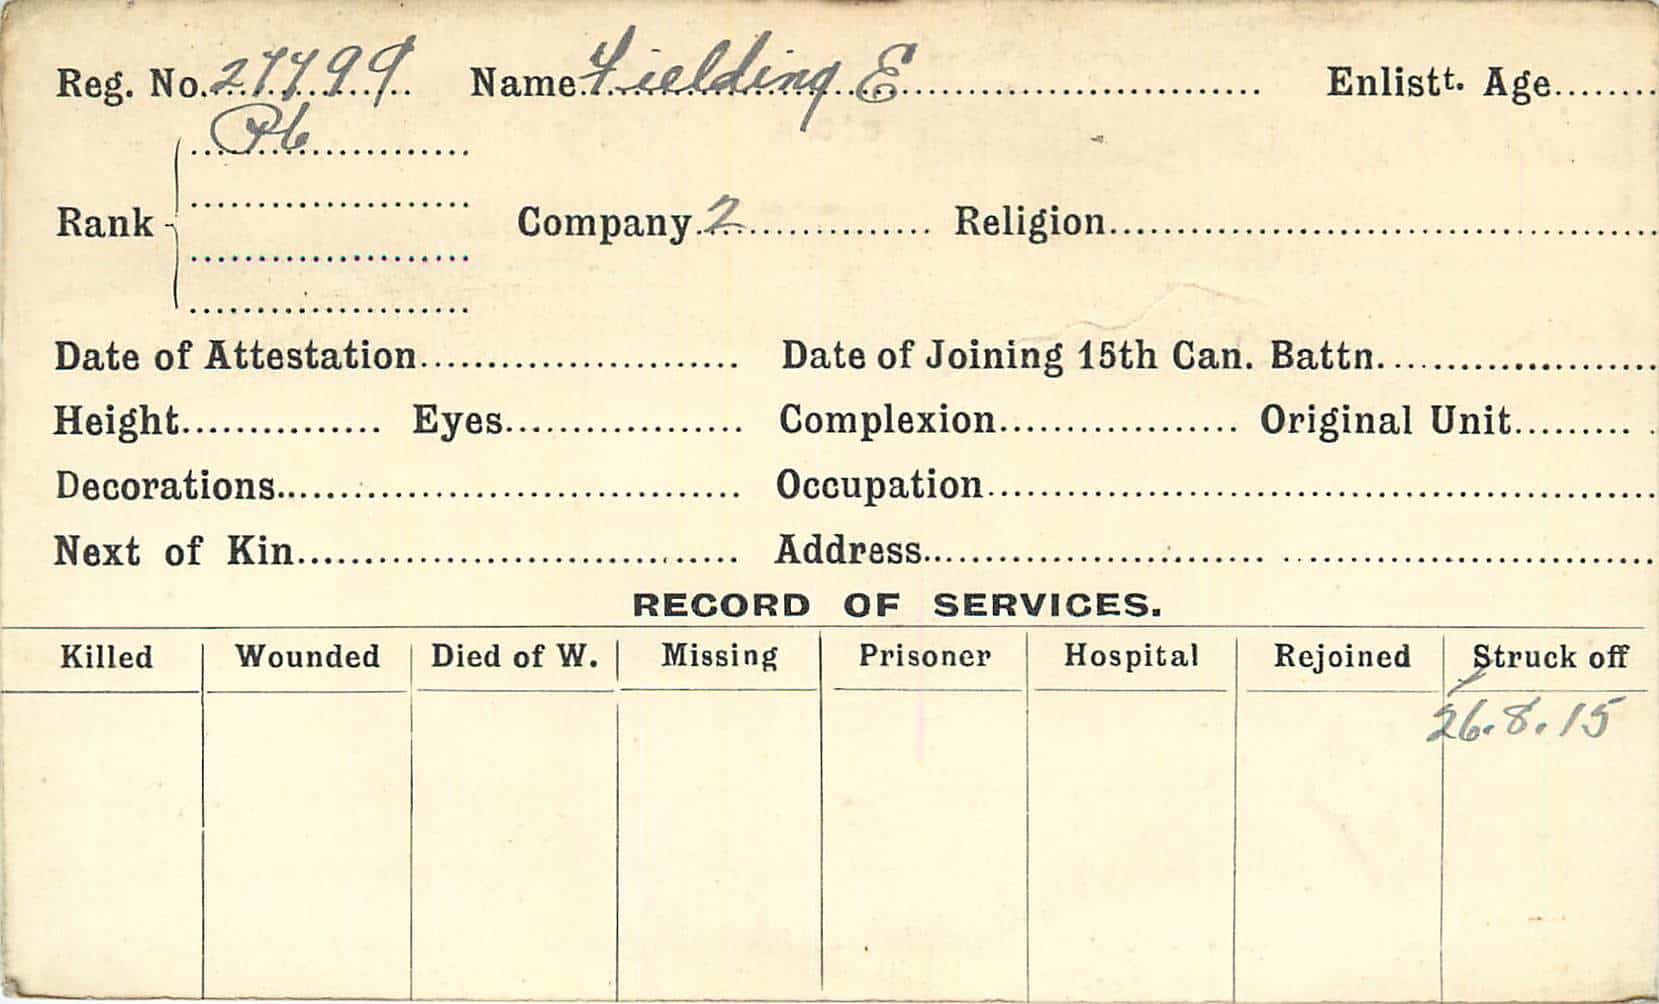 Reg. No. 27799 Name Fielding E Enlistt. Age
Rank
Company 2 Religion
Date of Attestation Date of Joining 15th Can. Battn.
Height Eyes Complexion Original Unit
Decorations Occupation
Next of Kin Address
RECORD OF SERVICES.
Killed Wounded Died of W. Missing Prisoner Hospital Rejoined Struck off
26.8.15